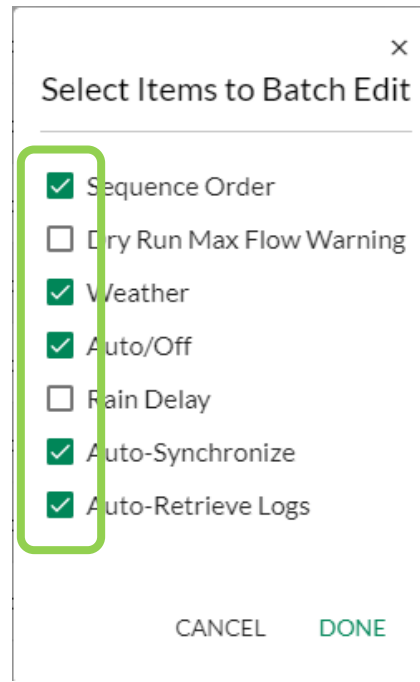 Select Items to Batch Edit
Sequence Order
Dry Run Max Flow Warning
Weather
Auto/Off
Rain Delay
Auto-Synchronize
Auto-Retrieve Logs
CANCEL DONE